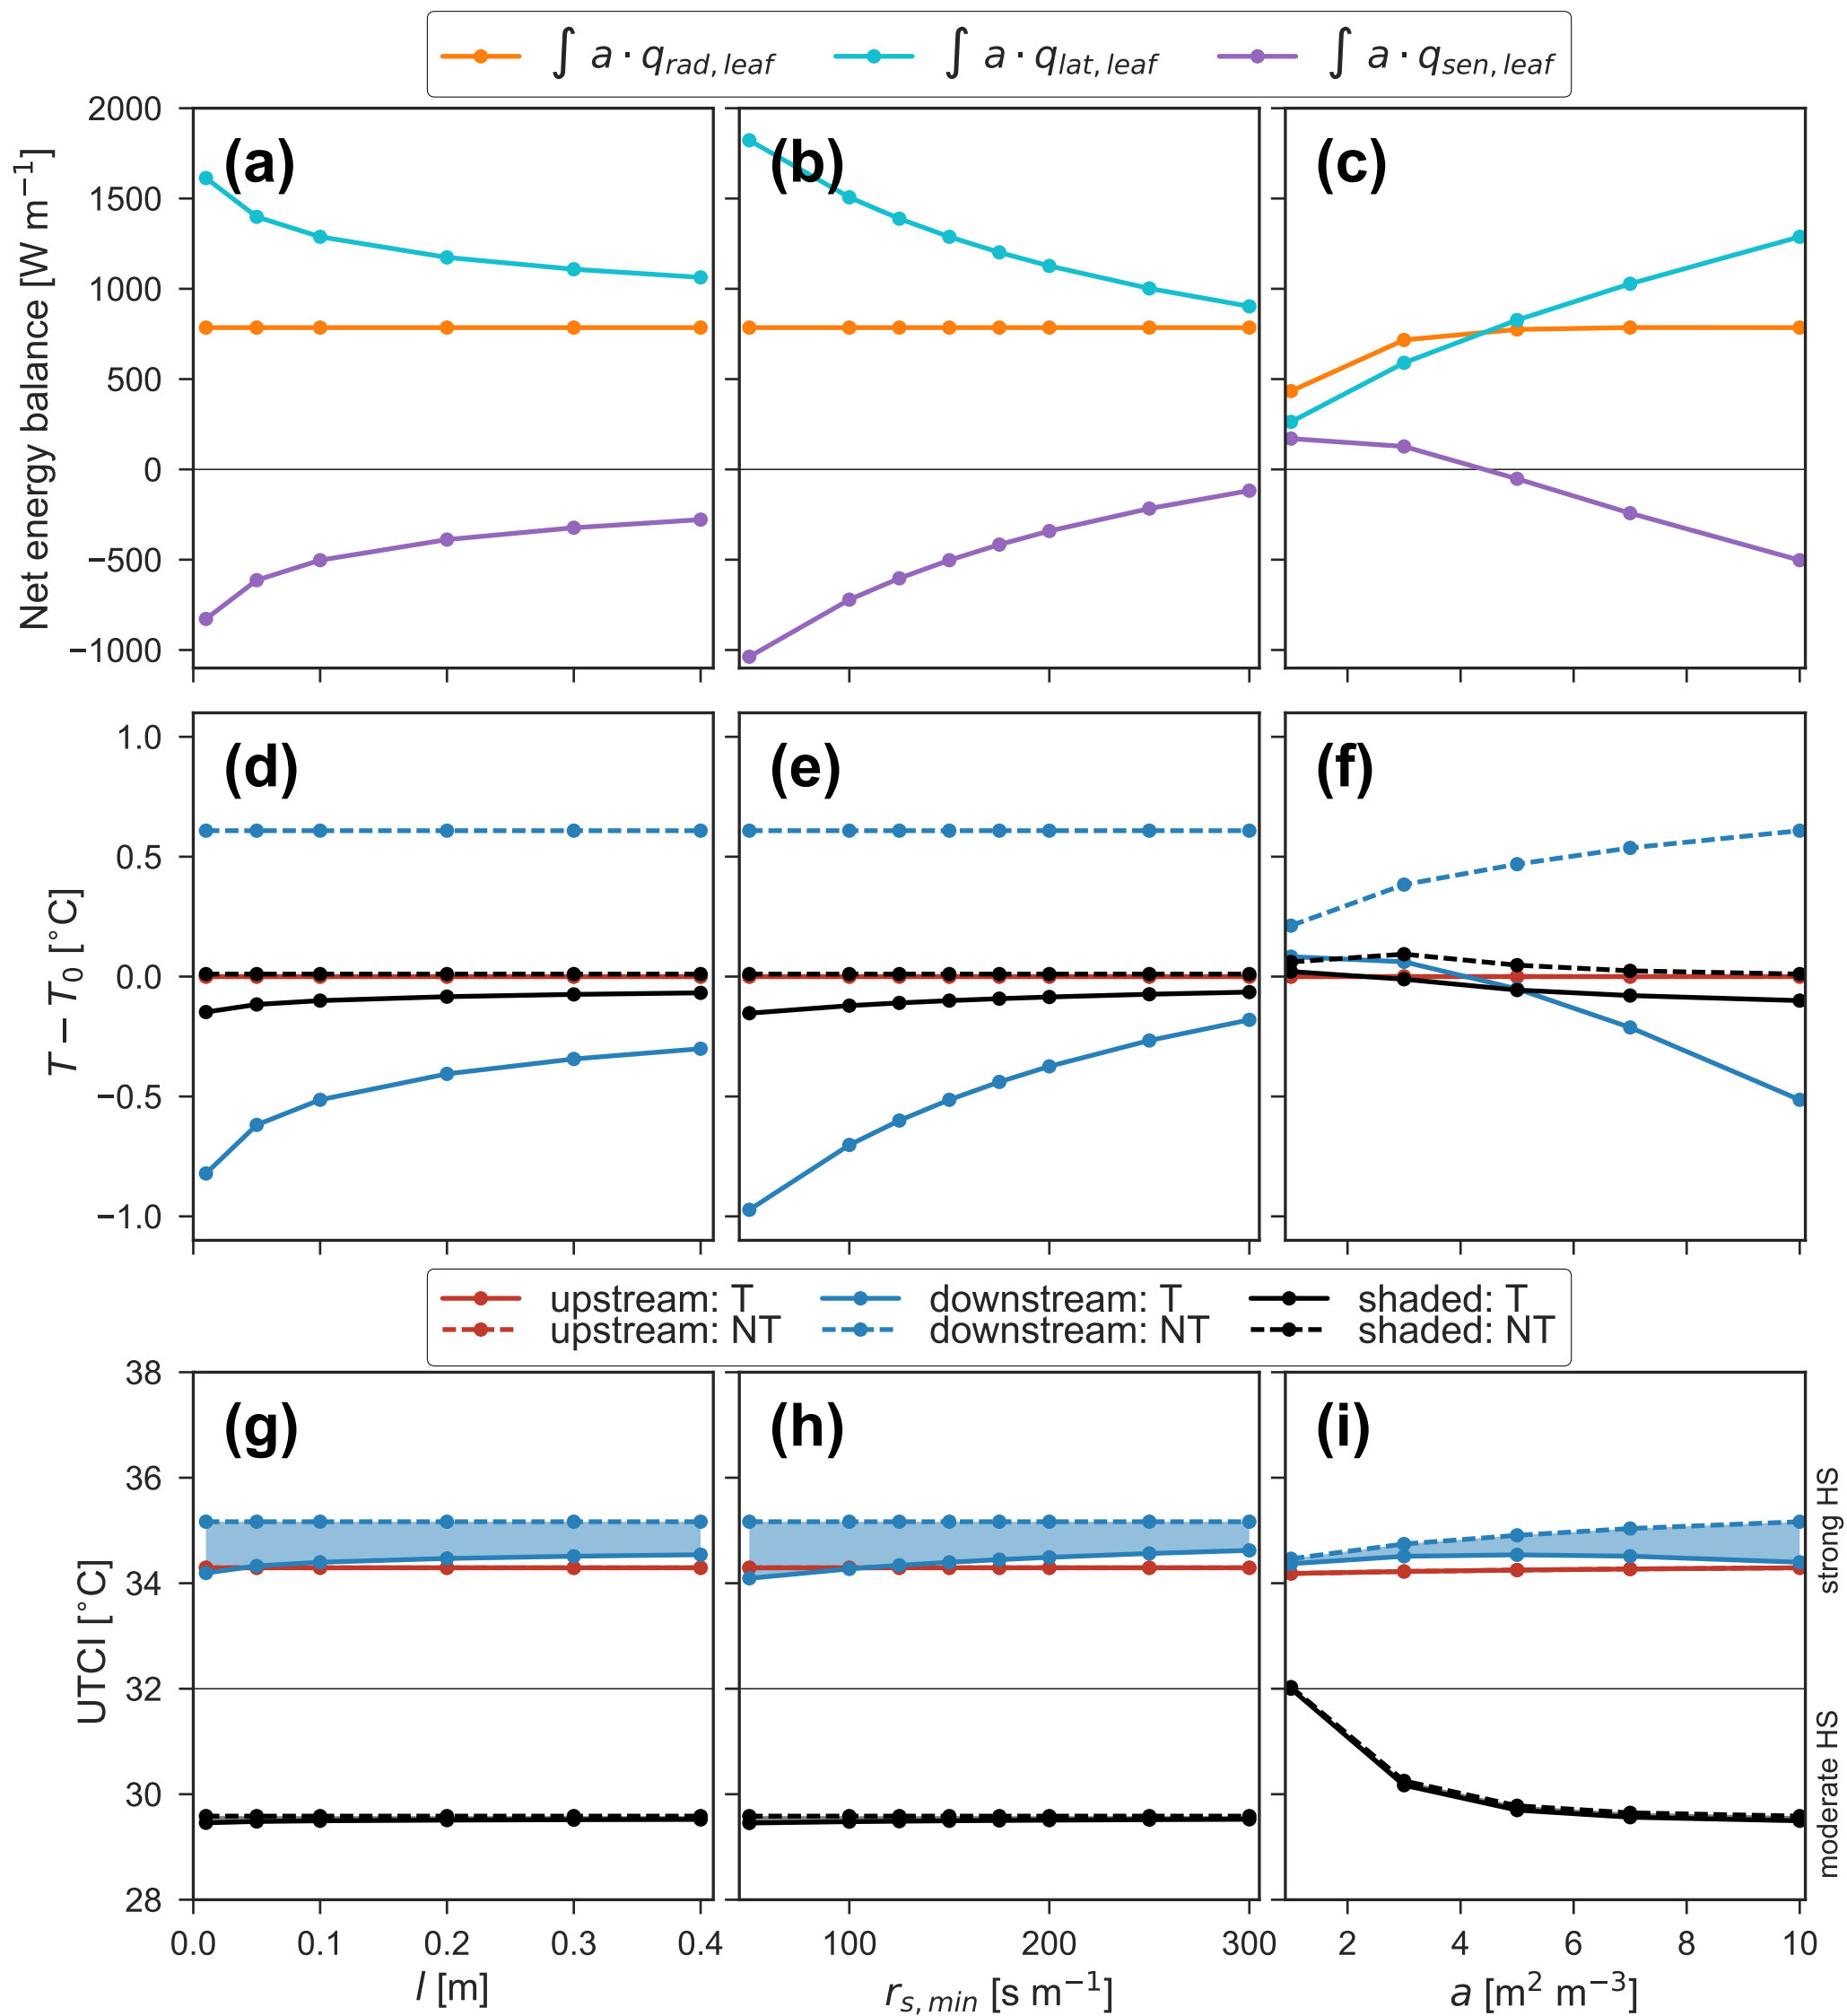 ∫ a · q_rad,leaf ∫ a · q_lat,leaf ∫ a · q_sen,leaf
2000
1500
1000
500
0
−500
−1000
Net energy balance [W m⁻¹]
(a) (b) (c)
1.0
0.5
0.0
−0.5
−1.0
T − T₀ [°C]
(d) (e) (f)
upstream: T downstream: T shaded: T
upstream: NT downstream: NT shaded: NT
38
36
34
32
30
28
UTCI [°C]
(g) (h) (i)
strong HS
moderate HS
0.0 0.1 0.2 0.3 0.4 100 200 300 2 4 6 8 10
l [m] r_s,min [s m⁻¹] a [m² m⁻³]